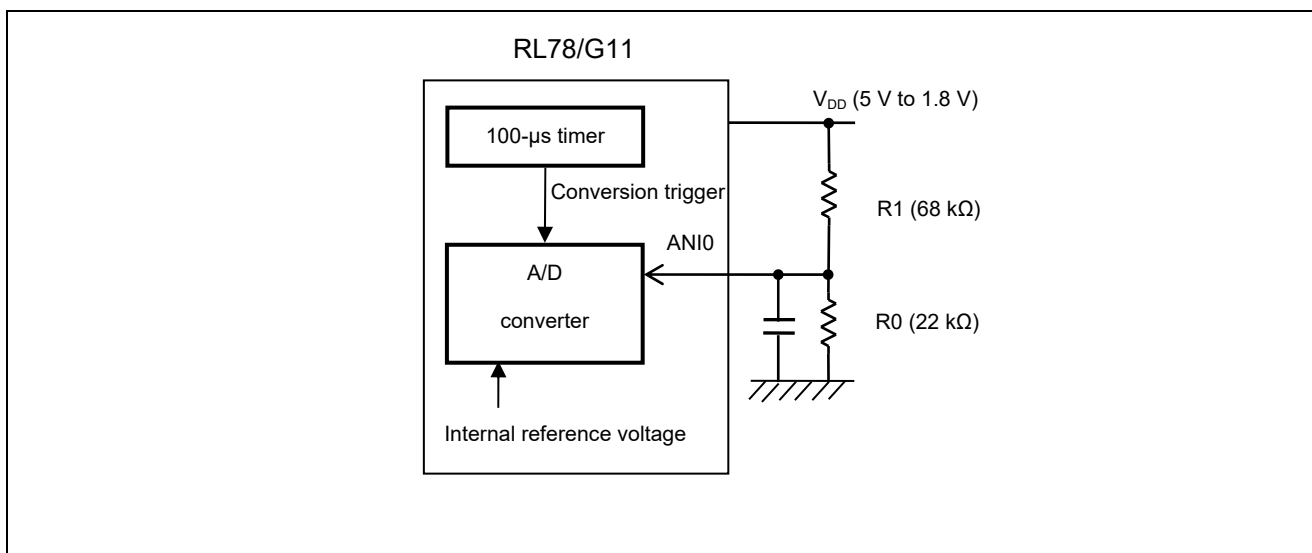 RL78/G11
V_DD (5 V to 1.8 V)
100-µs timer
Conversion trigger
R1 (68 kΩ)
ANI0
A/D
converter
R0 (22 kΩ)
Internal reference voltage